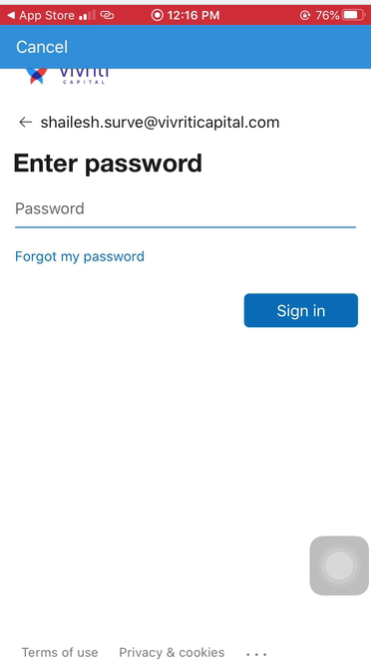 App Store 12:16 PM 76%
Cancel
vivriti
CAPITAL
shailesh.surve@vivriticapital.com
Enter password
Password
Forgot my password
Sign in
Terms of use Privacy & cookies ...